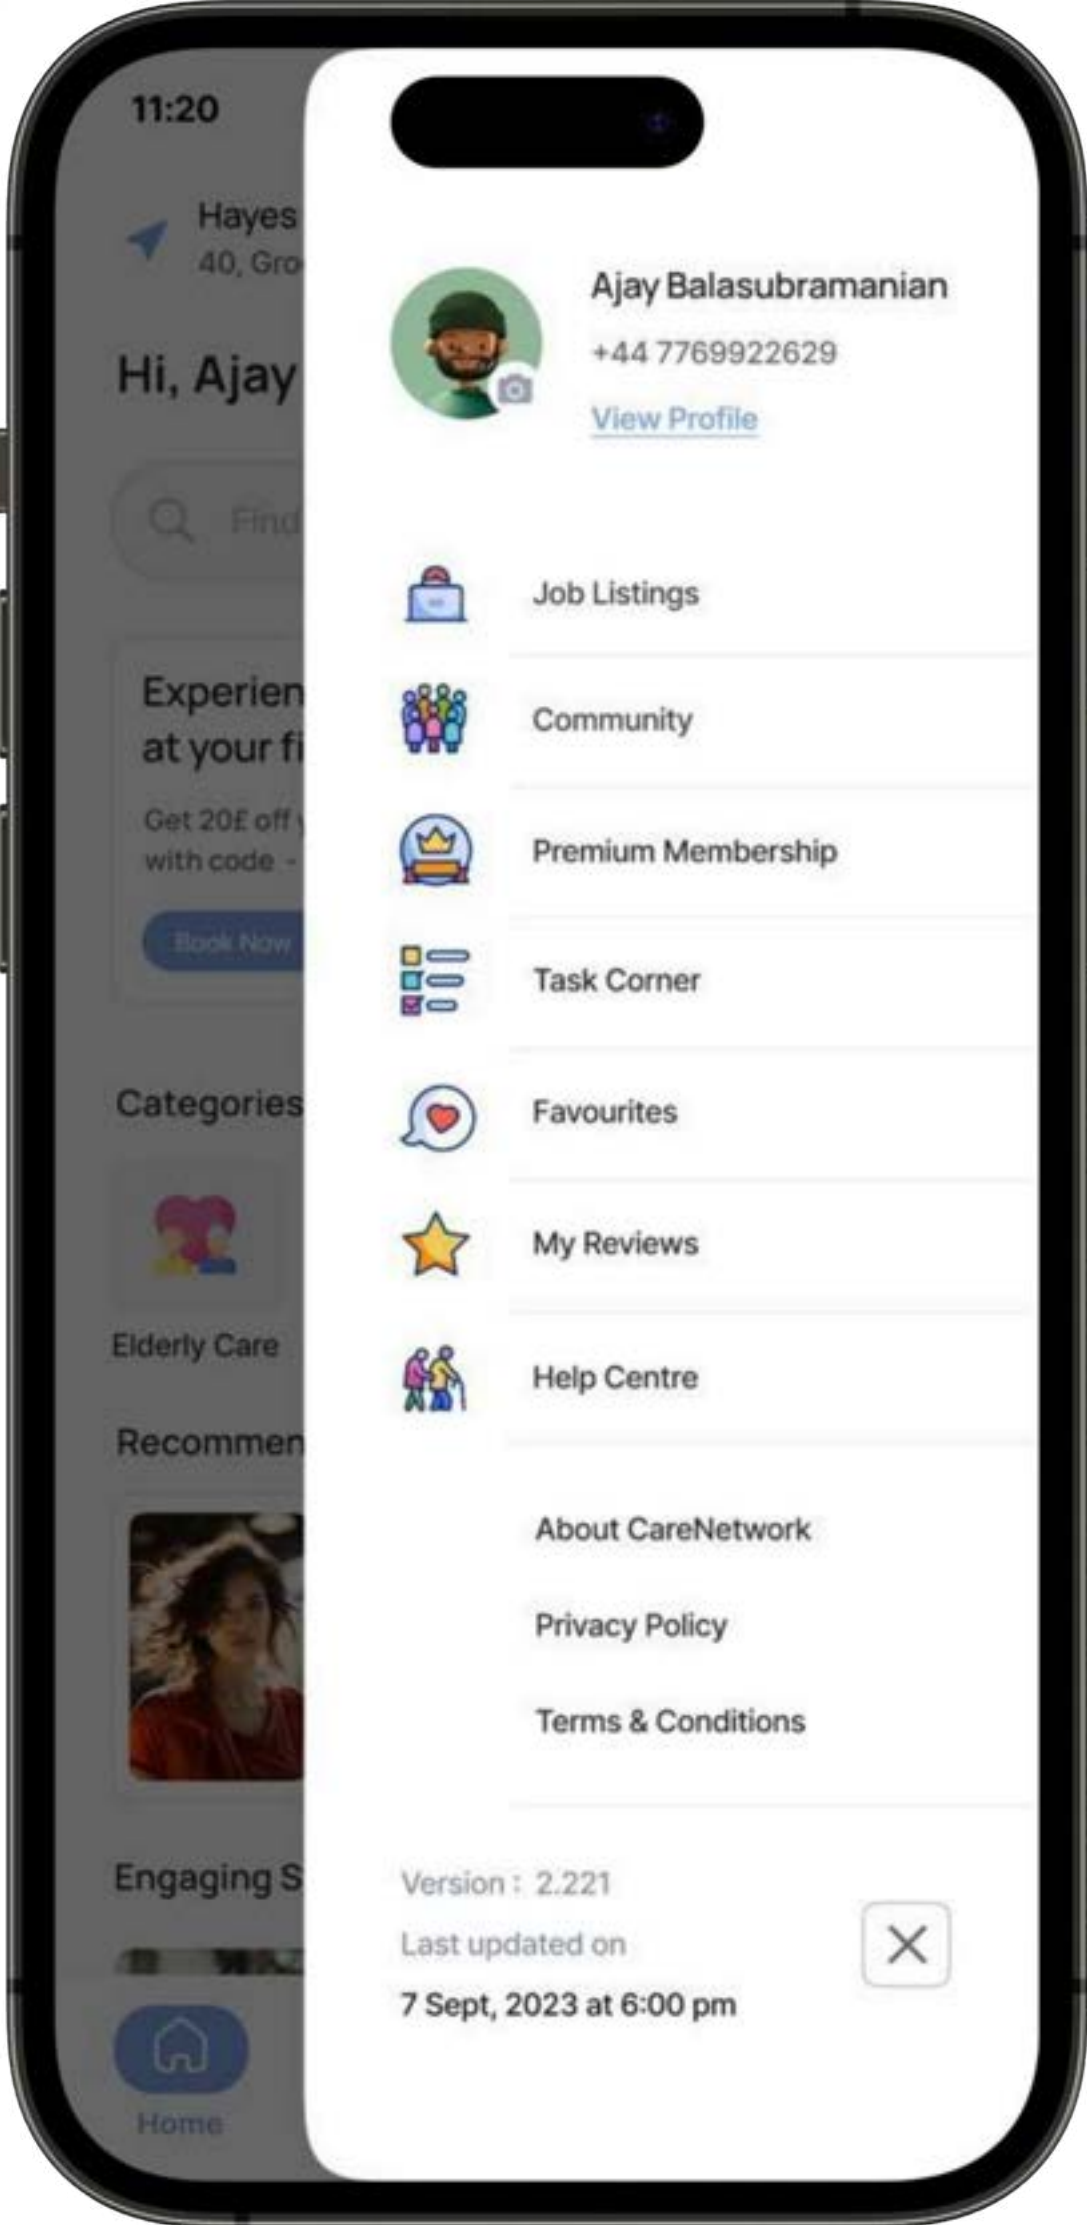 11:20
Hayes
40, Gro
Hi, Ajay
Find
Experien
at your fi
Get 20£ off
with code -
Book Now
Categories
Elderly Care
Recommen
Engaging S
Home
Ajay Balasubramanian
+44 7769922629
View Profile
Job Listings
Community
Premium Membership
Task Corner
Favourites
My Reviews
Help Centre
About CareNetwork
Privacy Policy
Terms & Conditions
Version : 2.221
Last updated on
7 Sept, 2023 at 6:00 pm